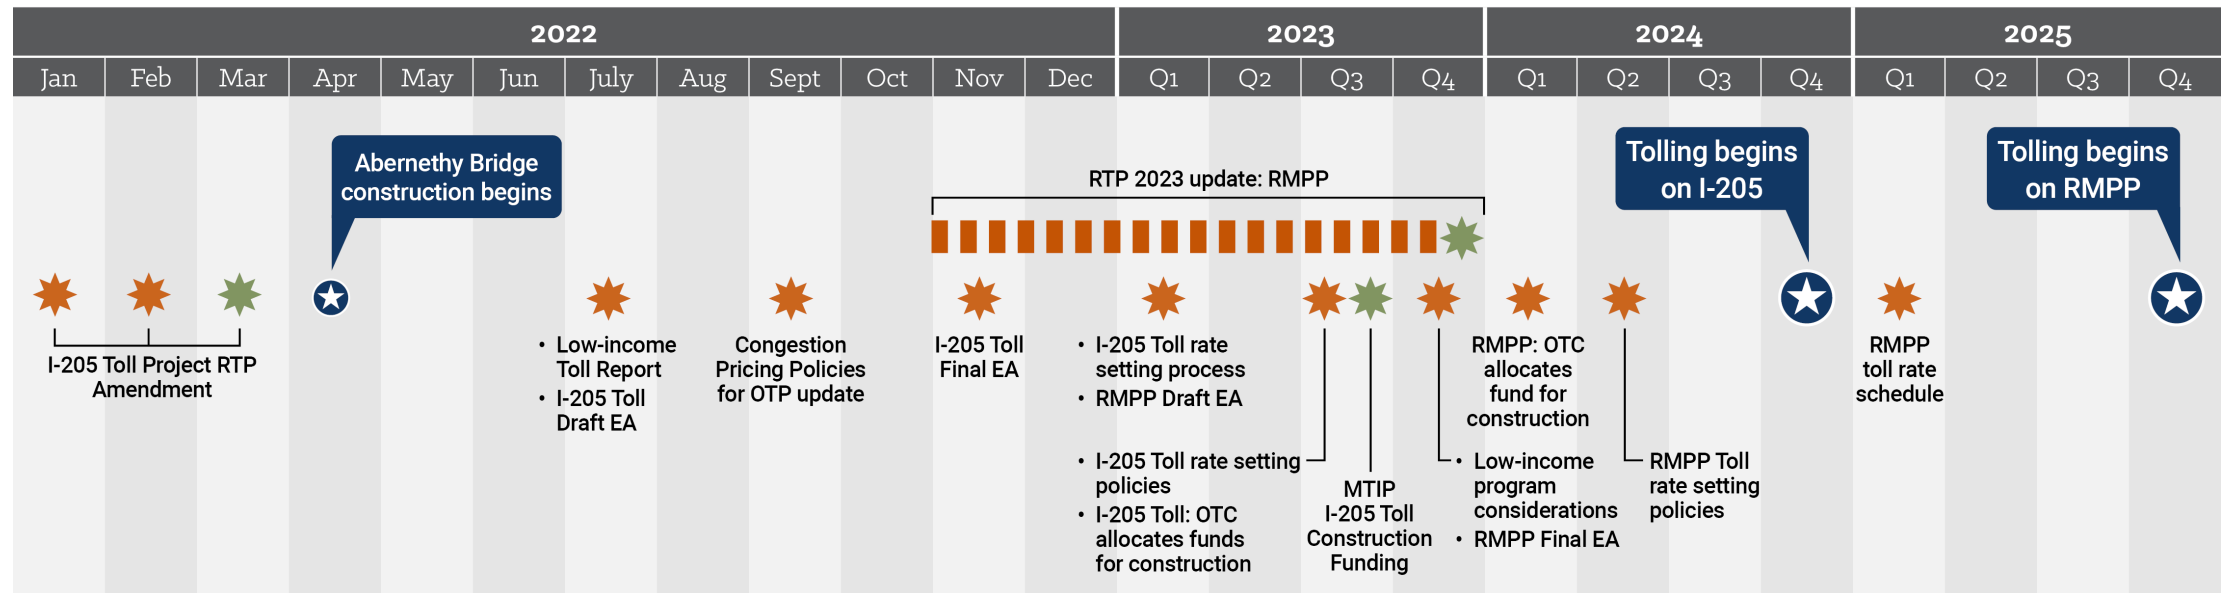 2022 2023 2024 2025
Jan Feb Mar Apr May Jun July Aug Sept Oct Nov Dec Q1 Q2 Q3 Q4 Q1 Q2 Q3 Q4 Q1 Q2 Q3 Q4
Abernethy Bridge
construction begins
RTP 2023 update: RMPP
Tolling begins
on I-205
Tolling begins
on RMPP
I-205 Toll Project RTP
Amendment
• Low-income
Toll Report
• I-205 Toll
Draft EA
Congestion
Pricing Policies
for OTP update
I-205 Toll
Final EA
• I-205 Toll rate
setting process
• RMPP Draft EA
• I-205 Toll rate setting
policies
• I-205 Toll: OTC
allocates funds
for construction
MTIP
I-205 Toll
Construction
Funding
• Low-income
program
considerations
• RMPP Final EA
RMPP: OTC
allocates
fund for
construction
RMPP Toll
rate setting
policies
RMPP
toll rate
schedule